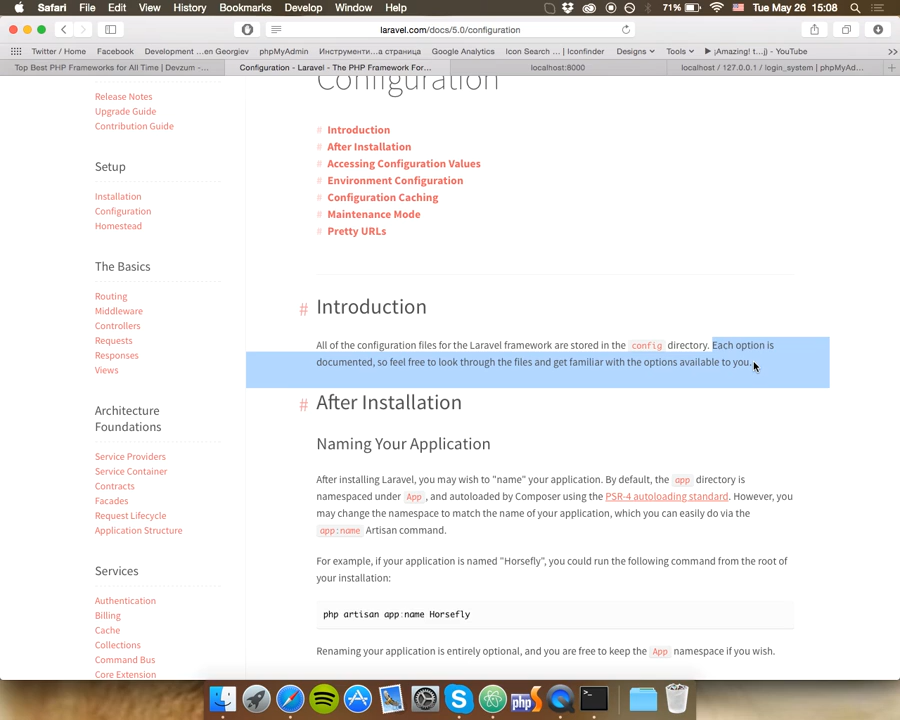 Safari File Edit View History Bookmarks Develop Window Help 71% Tue May 26 15:08
laravel.com/docs/5.0/configuration
Twitter / Home Facebook Development ... en Georgiev phpMyAdmin Инструменти...а страница Google Analytics Icon Search ... | Iconfinder Designs Tools ¡Amazing! t...j) - YouTube >>
Top Best PHP Frameworks for All Time | Devzum -... Configuration - Laravel - The PHP Framework For... localhost:8000 localhost / 127.0.0.1 / login_system | phpMyAd... +
Configuration
Release Notes
Upgrade Guide
Contribution Guide
Setup
Installation
Configuration
Homestead
The Basics
Routing
Middleware
Controllers
Requests
Responses
Views
Architecture
Foundations
Service Providers
Service Container
Contracts
Facades
Request Lifecycle
Application Structure
Services
Authentication
Billing
Cache
Collections
Command Bus
Core Extension
# Introduction
# After Installation
# Accessing Configuration Values
# Environment Configuration
# Configuration Caching
# Maintenance Mode
# Pretty URLs
# Introduction
All of the configuration files for the Laravel framework are stored in the config directory. Each option is
documented, so feel free to look through the files and get familiar with the options available to you.
# After Installation
Naming Your Application
After installing Laravel, you may wish to "name" your application. By default, the app directory is
namespaced under App , and autoloaded by Composer using the PSR-4 autoloading standard. However, you
may change the namespace to match the name of your application, which you can easily do via the
app:name Artisan command.
For example, if your application is named "Horsefly", you could run the following command from the root of
your installation:
php artisan app:name Horsefly
Renaming your application is entirely optional, and you are free to keep the App namespace if you wish.
php